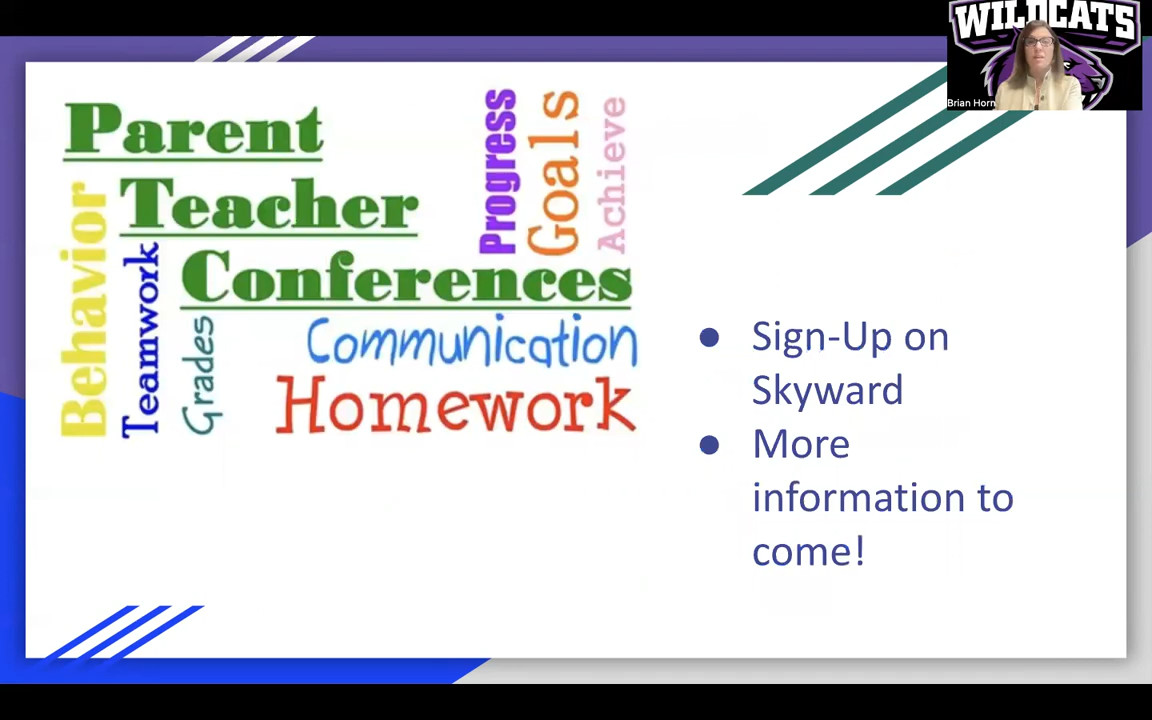 WILDCATS
Brian Horn
Parent
Teacher
Conferences
Behavior
Teamwork
Grades
Progress
Goals
Achieve
Communication
Homework
● Sign-Up on
Skyward
● More
information to
come!